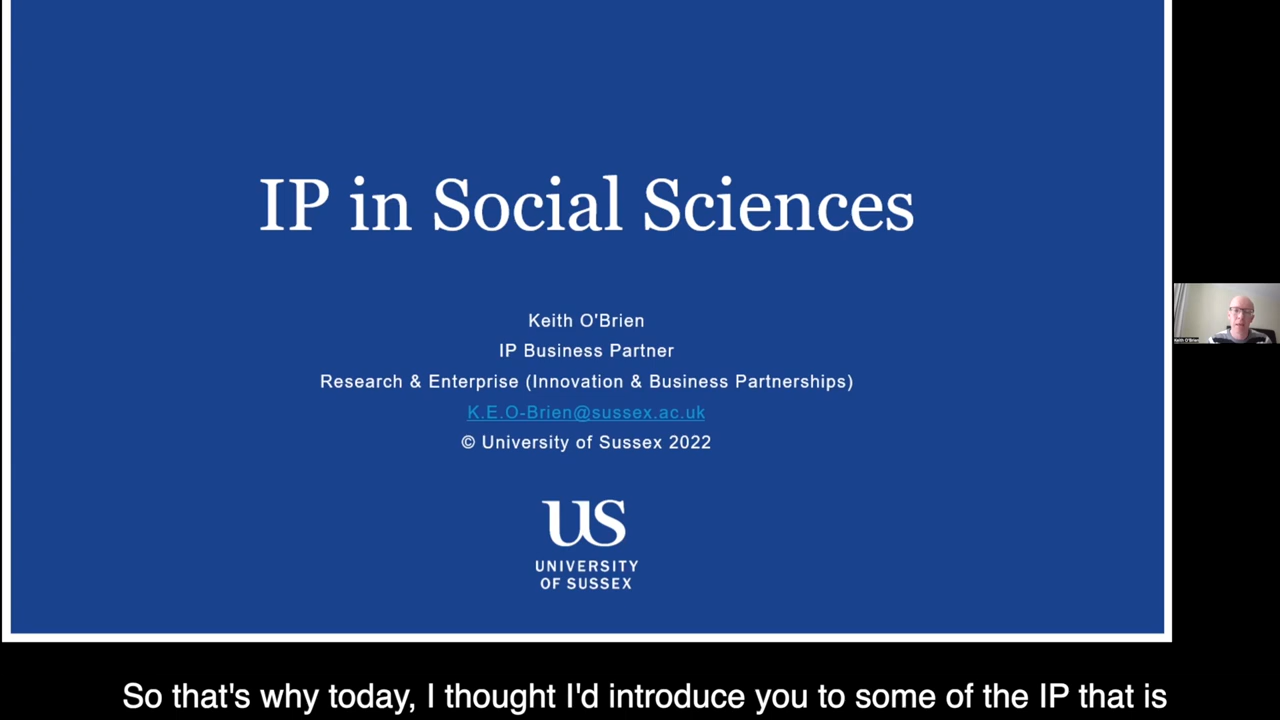 IP in Social Sciences
Keith O'Brien
IP Business Partner
Research & Enterprise (Innovation & Business Partnerships)
K.E.O-Brien@sussex.ac.uk
© University of Sussex 2022
US
UNIVERSITY
OF SUSSEX
Keith O'Brien
So that's why today, I thought I'd introduce you to some of the IP that is